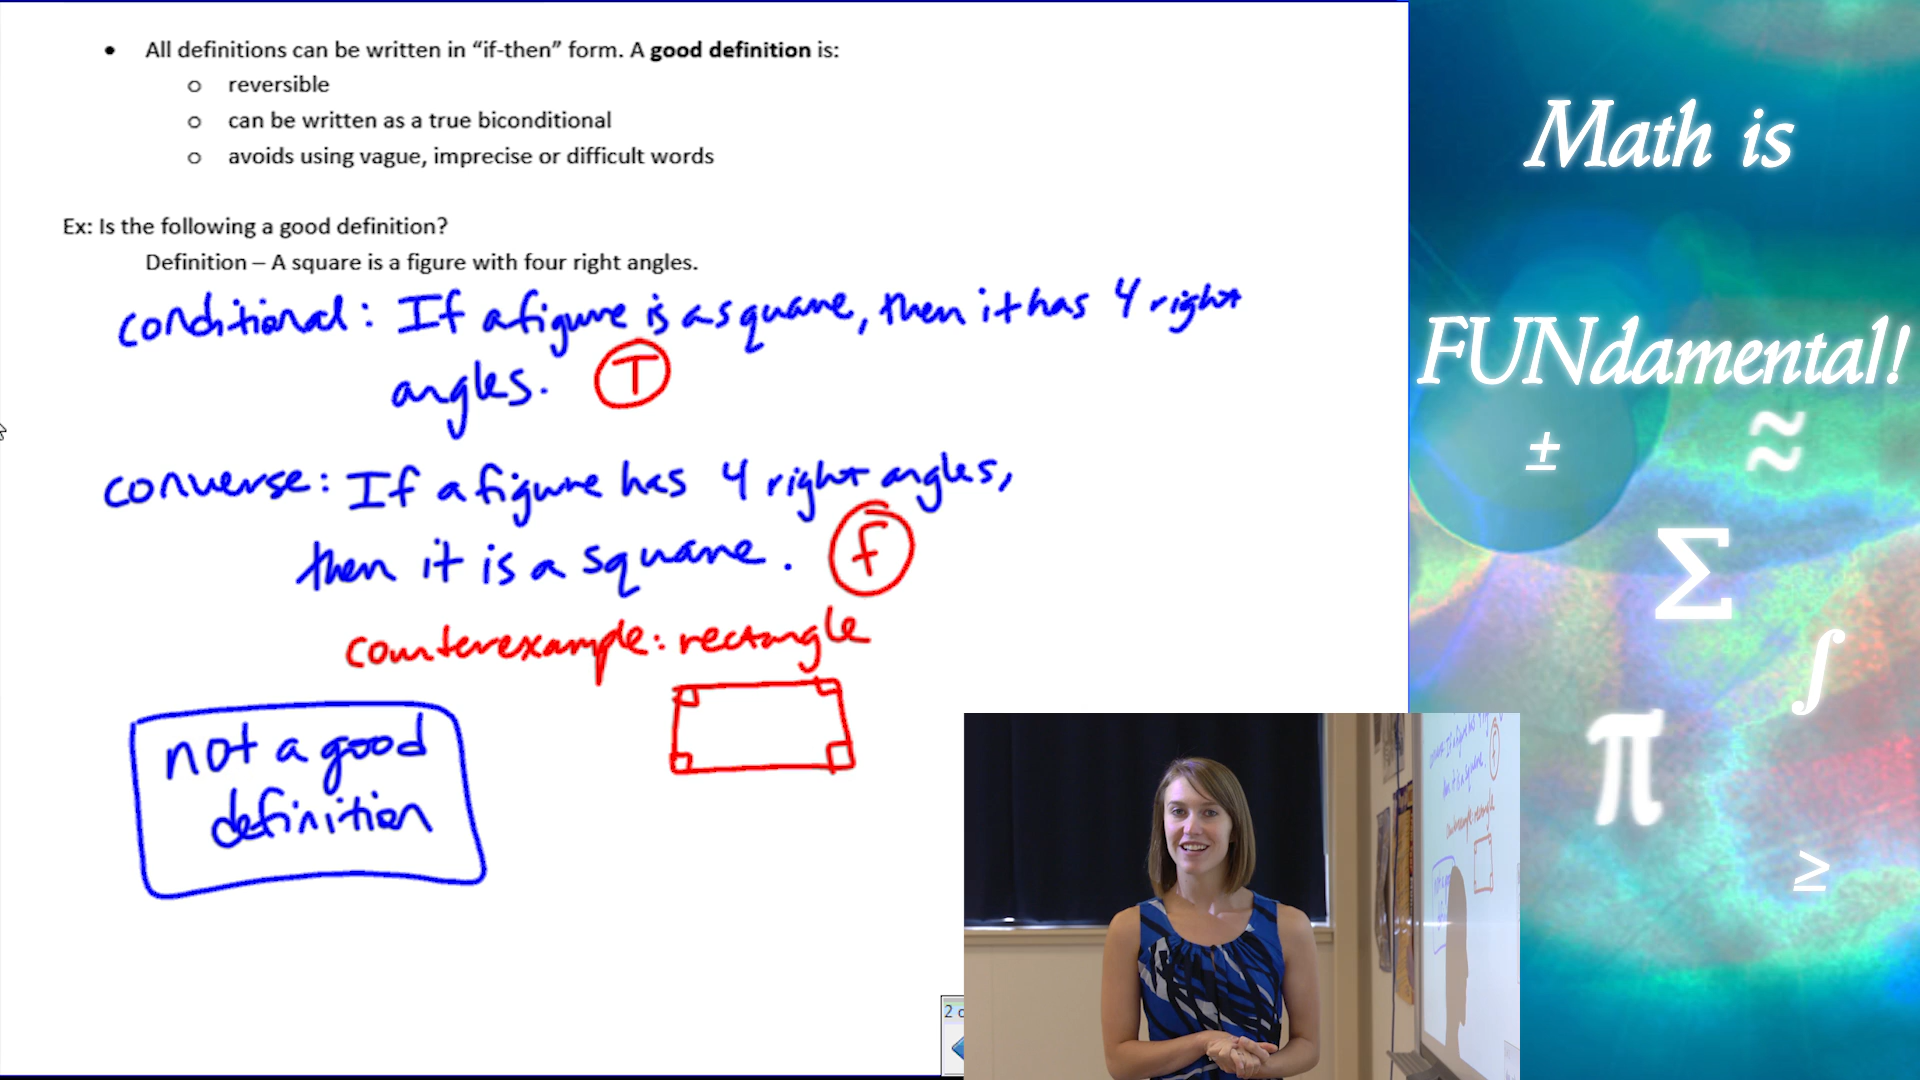 • All definitions can be written in “if-then” form. A good definition is:
o reversible
o can be written as a true biconditional
o avoids using vague, imprecise or difficult words
Ex: Is the following a good definition?
Definition – A square is a figure with four right angles.
conditional: If a figure is a square, then it has 4 right
angles. T
converse: If a figure has 4 right angles,
then it is a square. F
counterexample: rectangle
not a good
definition
Math is
FUNdamental!
± ≈
Σ
∫
π
≥
2